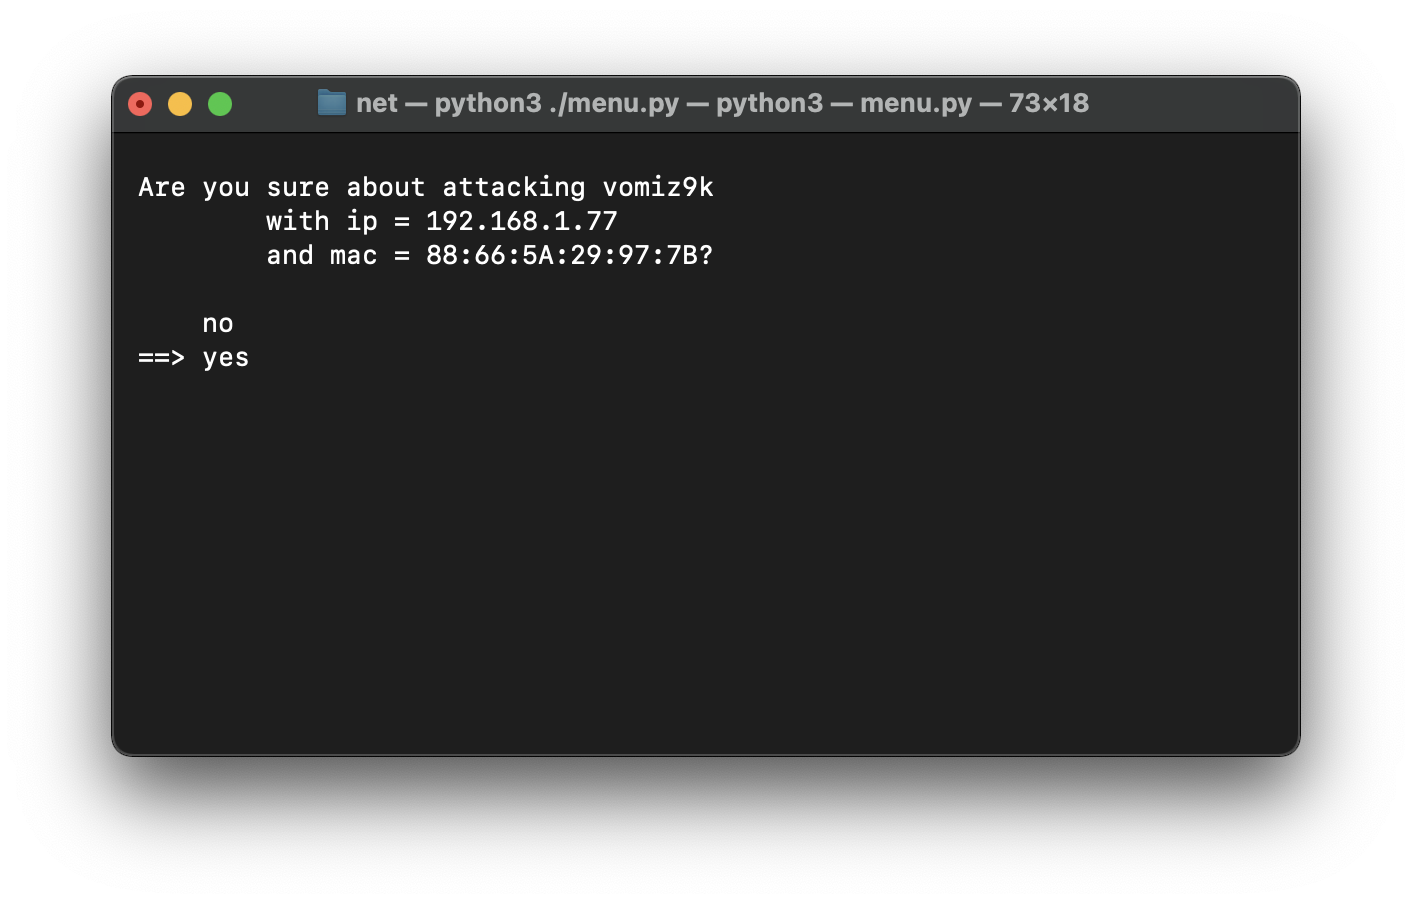 net — python3 ./menu.py — python3 — menu.py — 73×18
Are you sure about attacking vomiz9k
with ip = 192.168.1.77
and mac = 88:66:5A:29:97:7B?
no
==> yes